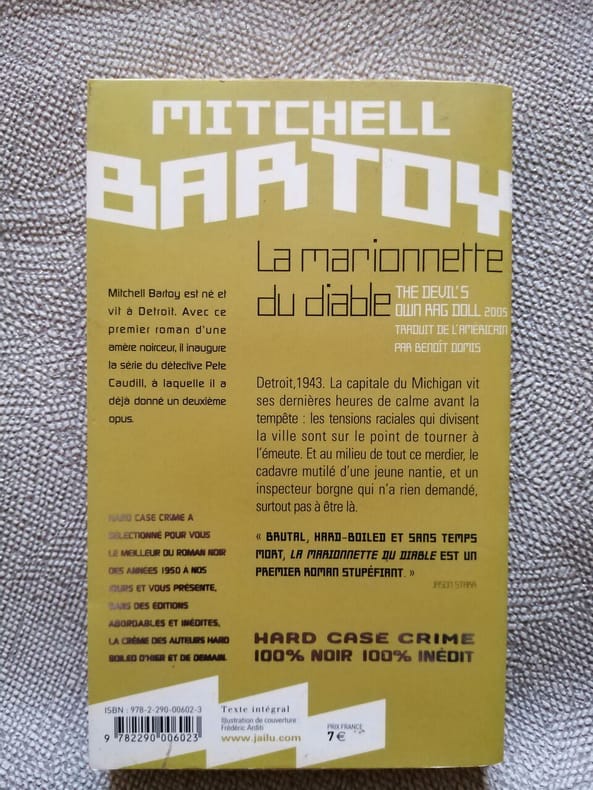 MITCHELL
BARTOY
La marionnette
du diable
THE DEVIL'S
OWN RAG DOLL 2005
TRADUIT DE L'AMÉRICAIN
PAR BENOÎT DOMIS
Mitchell Bartoy est né et
vit à Detroit. Avec ce
premier roman d'une
amère noirceur, il inaugure
la série du détective Pete
Caudill, à laquelle il a
déjà donné un deuxième
opus.
Detroit,1943. La capitale du Michigan vit
ses dernières heures de calme avant la
tempête : les tensions raciales qui divisent
la ville sont sur le point de tourner à
l'émeute. Et au milieu de tout ce merdier, le
cadavre mutilé d'une jeune nantie, et un
inspecteur borgne qui n'a rien demandé,
surtout pas à être là.
HARD CASE CRIME A
SÉLECTIONNÉ POUR VOUS
LE MEILLEUR DU ROMAN NOIR
DES ANNÉES 1950 À NOS
JOURS ET VOUS PRÉSENTE,
DANS DES ÉDITIONS
ABORDABLES ET INÉDITES,
LA CRÈME DES AUTEURS HARD
BOILED D'HIER ET DE DEMAIN.
« BRUTAL, HARD-BOILED ET SANS TEMPS
MORT, LA MARIONNETTE DU DIABLE EST UN
PREMIER ROMAN STUPÉFIANT. »
JASON STARR
HARD CASE CRIME
100% NOIR 100% INÉDIT
ISBN : 978-2-290-00602-3
9 782290 006023
Texte intégral
Illustration de couverture
Frédéric Arditi
www.jailu.com
PRIX FRANCE
7 €